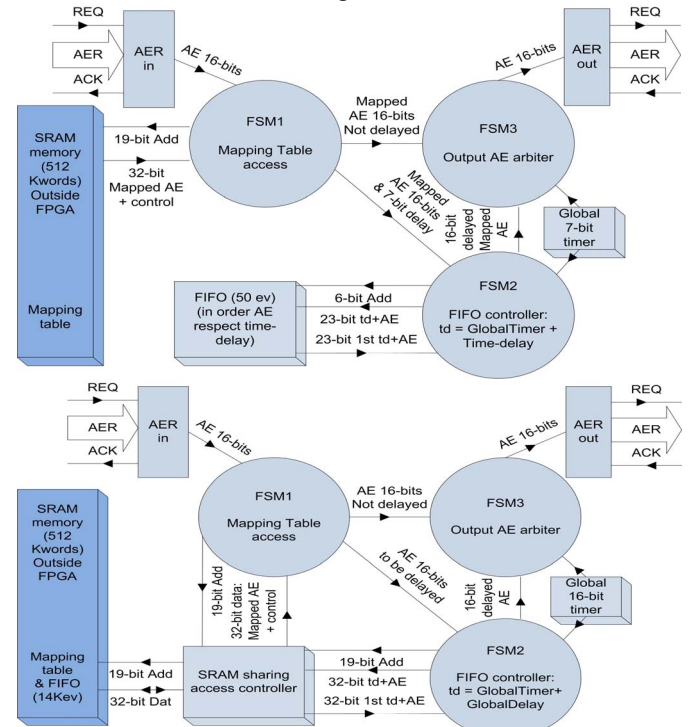 REQ
AER
ACK
AER
in
AE 16-bits
SRAM
memory
(512
Kwords)
Outside
FPGA
Mapping
table
19-bit Add
32-bit
Mapped AE
+ control
FSM1
Mapping Table
access
Mapped
AE 16-bits
Not delayed
Mapped
AE 16-bits
& 7-bit delay
FSM3
Output AE arbiter
AE 16-bits
AER
out
REQ
AER
ACK
16-bit
delayed
Mapped
AE
Global
7-bit
timer
FIFO (50 ev)
(in order AE
respect time-
delay)
6-bit Add
23-bit td+AE
23-bit 1st td+AE
FSM2
FIFO controller:
td = GlobalTimer +
Time-delay
REQ
AER
ACK
AER
in
AE 16-bits
SRAM
memory
(512
Kwords)
Outside
FPGA
Mapping
table
& FIFO
(14Kev)
FSM1
Mapping Table
access
AE 16-bits
Not delayed
AE 16-bits
to be delayed
FSM3
Output AE arbiter
AE 16-bits
AER
out
REQ
AER
ACK
19-bit Add
32-bit data:
Mapped AE
+ control
16-bit
delayed
AE
Global
16-bit
timer
19-bit Add
32-bit Dat
SRAM sharing
access controller
19-bit Add
32-bit td+AE
32-bit 1st td+AE
FSM2
FIFO controller:
td = GlobalTimer+
GlobalDelay